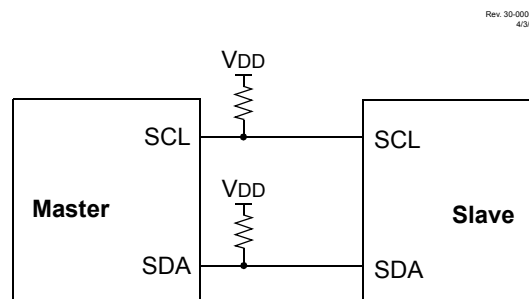 Rev. 30-000
4/3/
VDD
SCL
SCL
Master
VDD
Slave
SDA
SDA